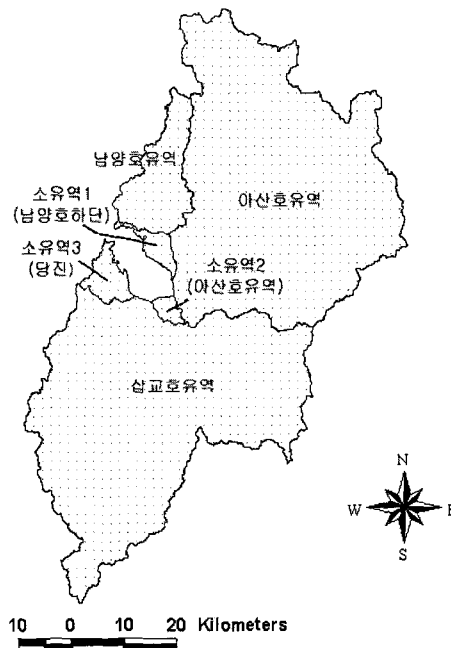 남양호유역
소유역1
(남양호하단)
아산호유역
소유역3
(당진)
소유역2
(아산호유역)
삽교호유역
N
W
E
S
10 0 10 20 Kilometers